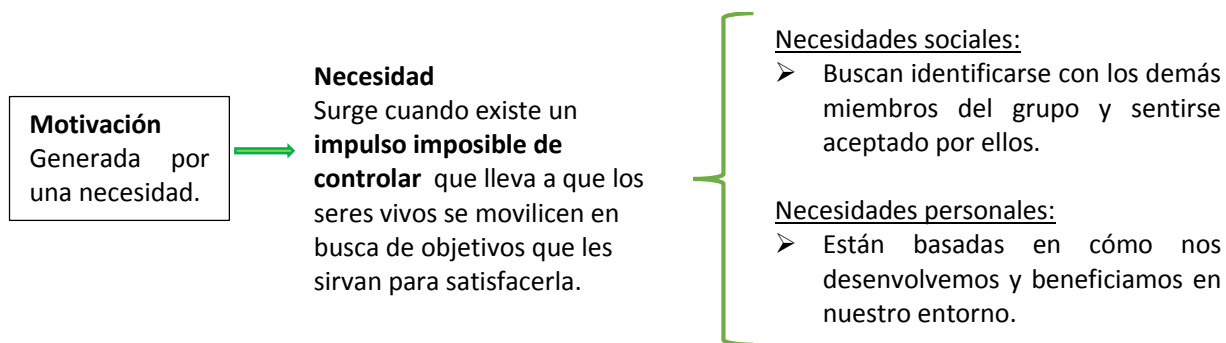 Motivación
Generada por
una necesidad.
Necesidad
Surge cuando existe un
impulso imposible de
controlar que lleva a que los
seres vivos se movilicen en
busca de objetivos que les
sirvan para satisfacerla.
Necesidades sociales:
➢ Buscan identificarse con los demás
miembros del grupo y sentirse
aceptado por ellos.
Necesidades personales:
➢ Están basadas en cómo nos
desenvolvemos y beneficiamos en
nuestro entorno.